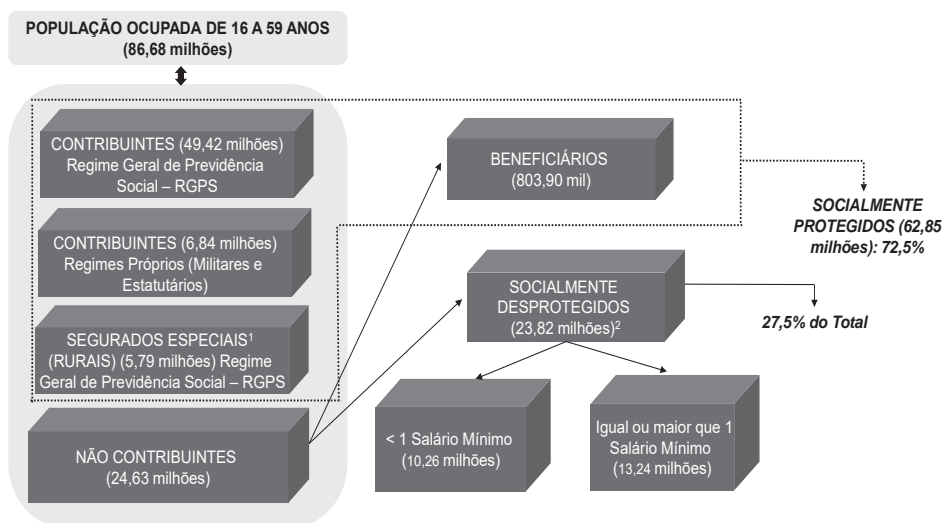 POPULAÇÃO OCUPADA DE 16 A 59 ANOS
(86,68 milhões)
CONTRIBUINTES (49,42 milhões)
Regime Geral de Previdência
Social – RGPS
CONTRIBUINTES (6,84 milhões)
Regimes Próprios (Militares e
Estatutários)
SEGURADOS ESPECIAIS¹
(RURAIS) (5,79 milhões) Regime
Geral de Previdência Social – RGPS
NÃO CONTRIBUINTES
(24,63 milhões)
BENEFICIÁRIOS
(803,90 mil)
SOCIALMENTE
PROTEGIDOS (62,85
milhões): 72,5%
SOCIALMENTE
DESPROTEGIDOS
(23,82 milhões)²
27,5% do Total
< 1 Salário Mínimo
(10,26 milhões)
Igual ou maior que 1
Salário Mínimo
(13,24 milhões)